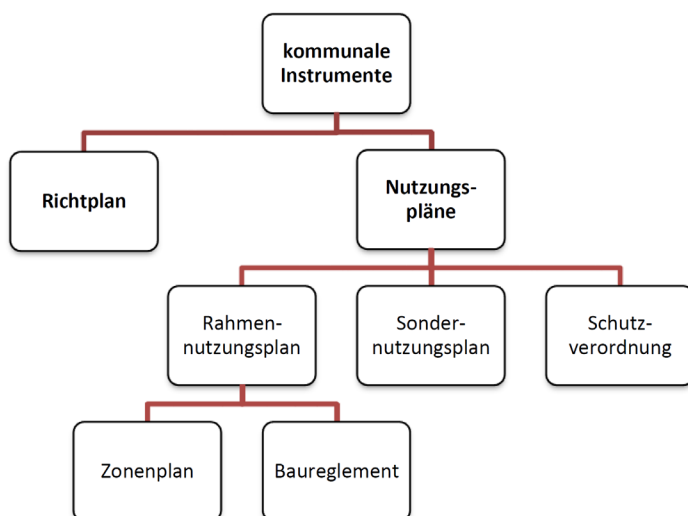 kommunale
Instrumente
Richtplan
Nutzungs-
pläne
Rahmen-
nutzungsplan
Sonder-
nutzungsplan
Schutz-
verordnung
Zonenplan
Baureglement